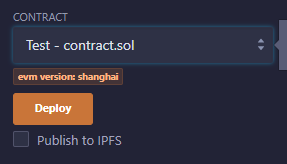 CONTRACT
Test - contract.sol
evm version: shanghai
Deploy
Publish to IPFS